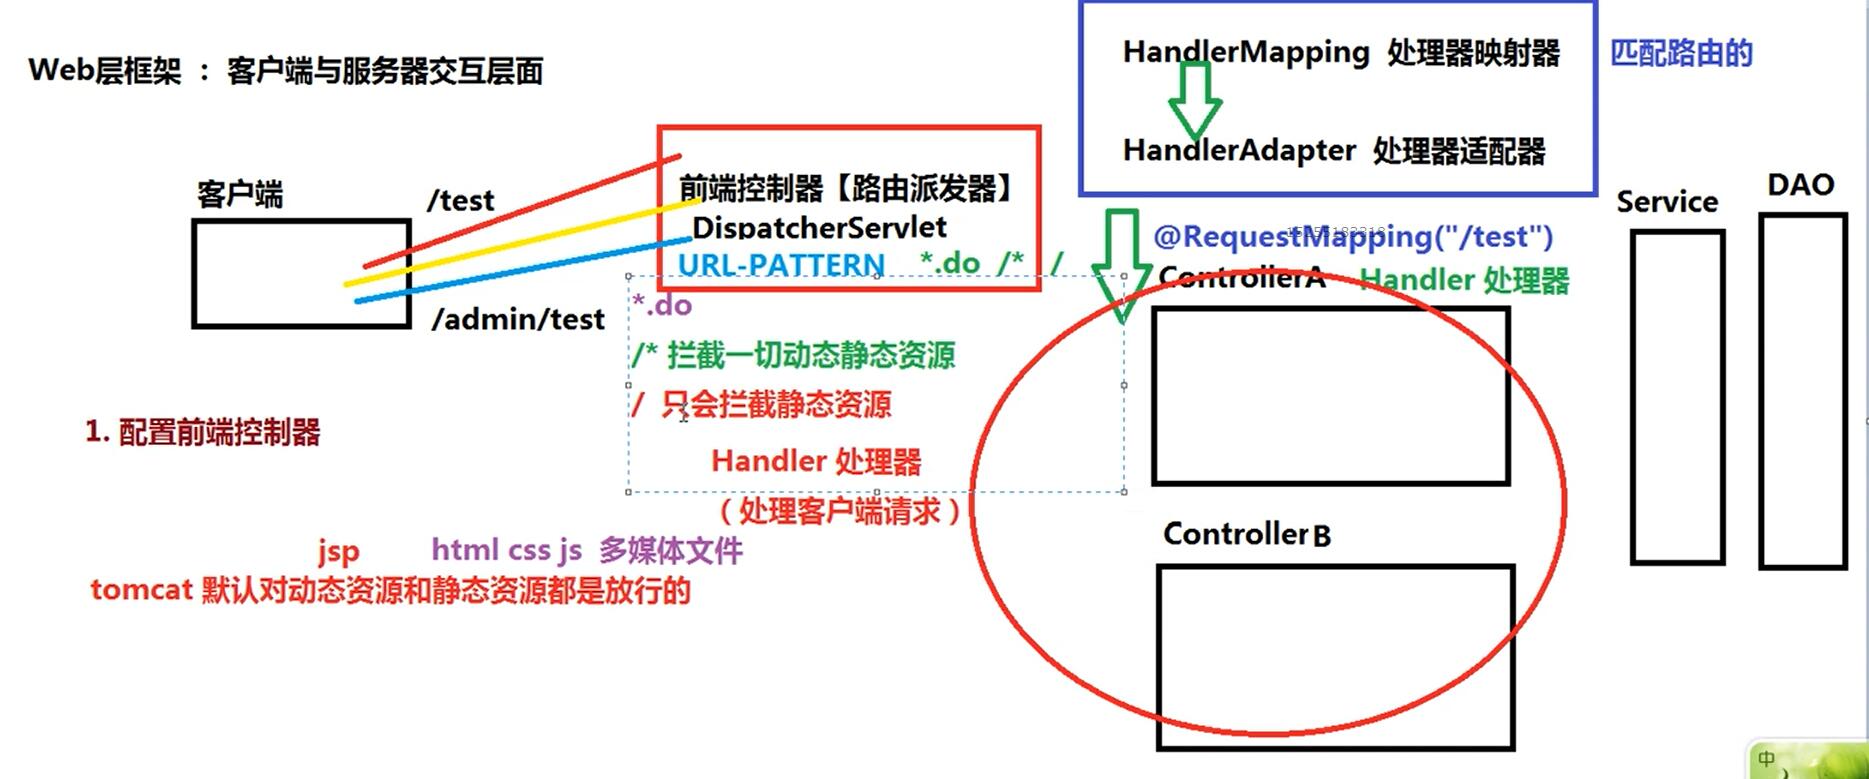 Web层框架 ： 客户端与服务器交互层面
HandlerMapping 处理器映射器
匹配路由的
HandlerAdapter 处理器适配器
客户端
/test
/admin/test
前端控制器【路由派发器】
DispatcherServlet
URL-PATTERN *.do /* /
*.do
/* 拦截一切动态静态资源
/ 只会拦截静态资源
Handler 处理器
（处理客户端请求）
@RequestMapping("/test")
ControllerA Handler 处理器
ControllerB
Service
DAO
1. 配置前端控制器
jsp html css js 多媒体文件
tomcat 默认对动态资源和静态资源都是放行的
中